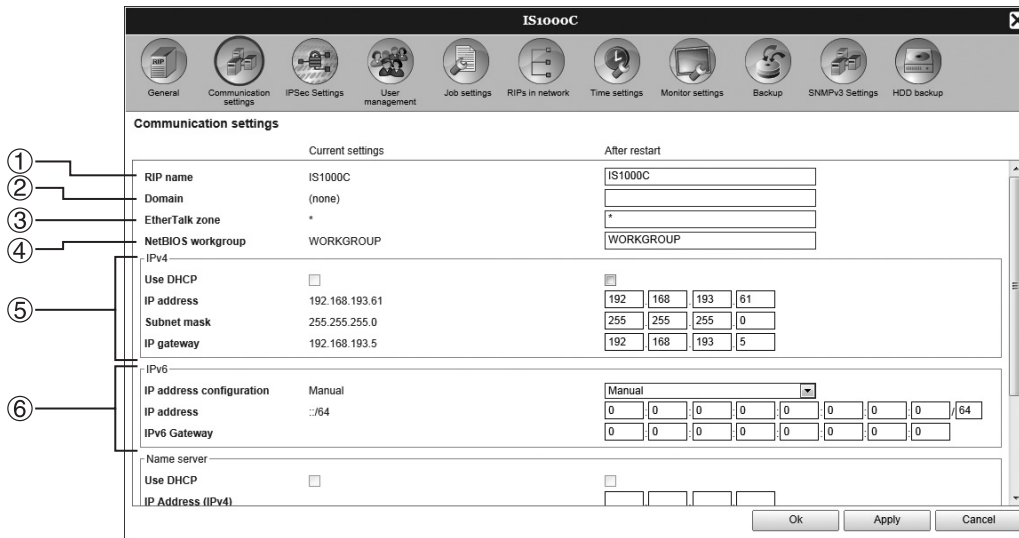 IS1000C
RIP
General
Communication settings
IPSec Settings
User management
Job settings
RIPs in network
Time settings
Monitor settings
Backup
SNMPv3 Settings
HDD backup
Communication settings
Current settings After restart
① RIP name IS1000C IS1000C
② Domain (none)
③ EtherTalk zone * *
④ NetBIOS workgroup WORKGROUP WORKGROUP
⑤ IPv4
Use DHCP
IP address 192.168.193.61 192 . 168 . 193 . 61
Subnet mask 255.255.255.0 255 . 255 . 255 . 0
IP gateway 192.168.193.5 192 . 168 . 193 . 5
⑥ IPv6
IP address configuration Manual Manual
IP address ::/64 0 : 0 : 0 : 0 : 0 : 0 : 0 : 0 / 64
IPv6 Gateway 0 : 0 : 0 : 0 : 0 : 0 : 0 : 0
Name server
Use DHCP
IP Address (IPv4) . . .
Ok Apply Cancel